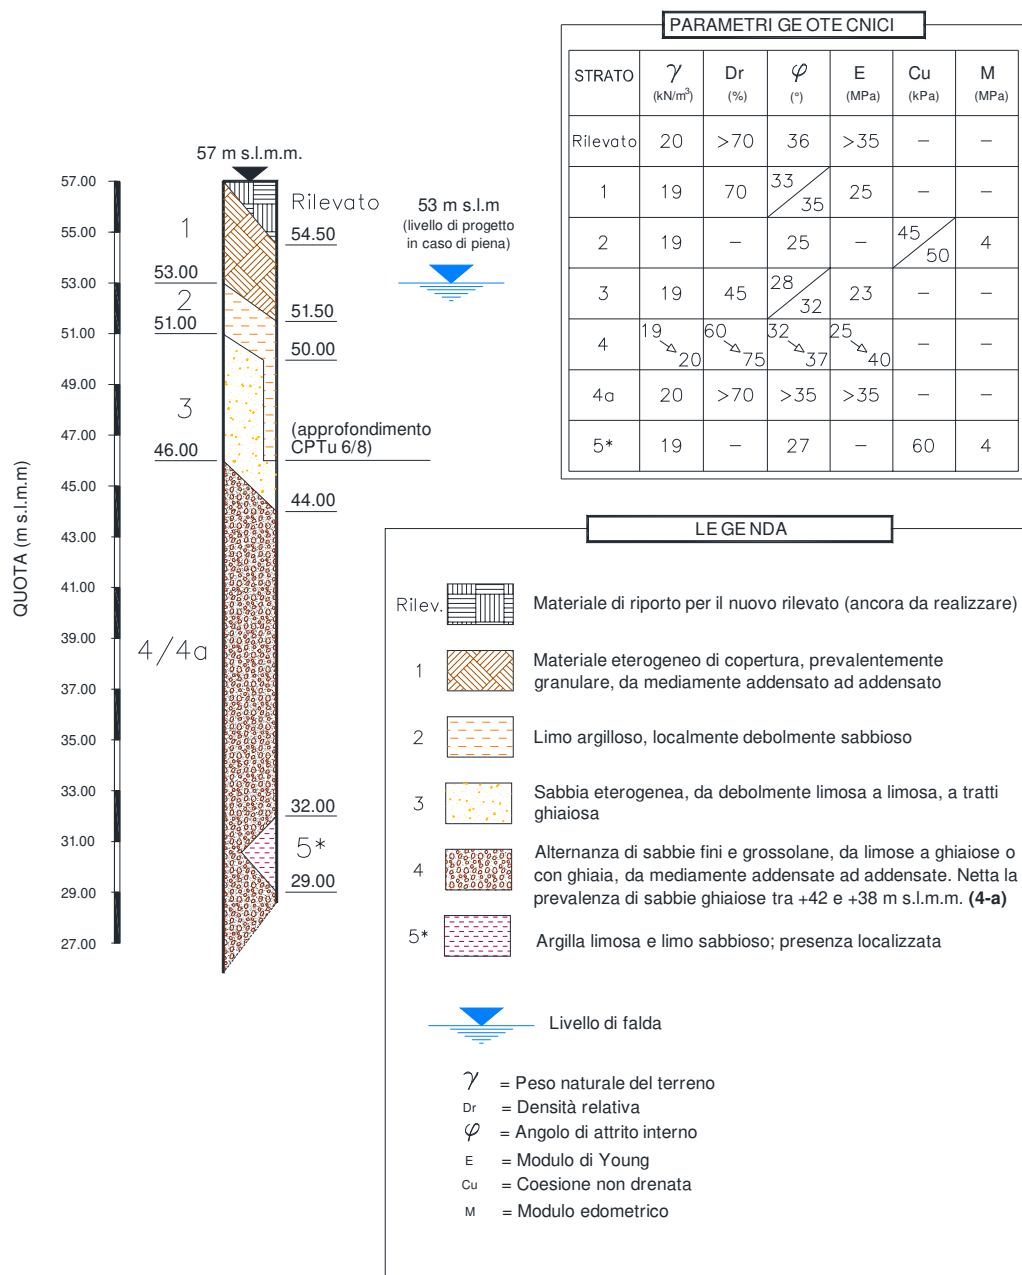 PARAMETRI GEOTECNICI
STRATO γ (kN/m³) Dr (%) φ (°) E (MPa) Cu (kPa) M (MPa)
Rilevato 20 >70 36 >35 – –
1 19 70 33/35 25 – –
2 19 – 25 – 45/50 4
3 19 45 28/32 23 – –
4 19→20 60→75 32→37 25→40 – –
4a 20 >70 >35 >35 – –
5* 19 – 27 – 60 4
57 m s.l.m.m.
QUOTA (m s.l.m.m)
57.00
55.00
53.00
51.00
49.00
47.00
45.00
43.00
41.00
39.00
37.00
35.00
33.00
31.00
29.00
27.00
1
53.00
2
51.00
3
46.00
4/4a
Rilevato
54.50
51.50
50.00
(approfondimento
CPTu 6/8)
44.00
32.00
5*
29.00
53 m s.l.m
(livello di progetto
in caso di piena)
LEGENDA
Rilev. Materiale di riporto per il nuovo rilevato (ancora da realizzare)
1 Materiale eterogeneo di copertura, prevalentemente
granulare, da mediamente addensato ad addensato
2 Limo argilloso, localmente debolmente sabbioso
3 Sabbia eterogenea, da debolmente limosa a limosa, a tratti
ghiaiosa
4 Alternanza di sabbie fini e grossolane, da limose a ghiaiose o
con ghiaia, da mediamente addensate ad addensate. Netta la
prevalenza di sabbie ghiaiose tra +42 e +38 m s.l.m.m. (4-a)
5* Argilla limosa e limo sabbioso; presenza localizzata
Livello di falda
γ = Peso naturale del terreno
Dr = Densità relativa
φ = Angolo di attrito interno
E = Modulo di Young
Cu = Coesione non drenata
M = Modulo edometrico